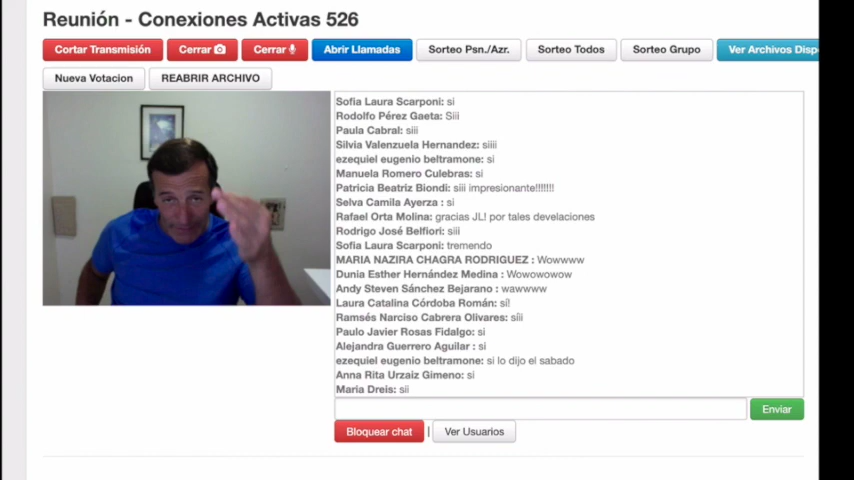 Reunión - Conexiones Activas 526
Cortar Transmisión Cerrar Cerrar Abrir Llamadas Sorteo Psn./Azr. Sorteo Todos Sorteo Grupo Ver Archivos Disp
Nueva Votacion REABRIR ARCHIVO
Sofia Laura Scarponi: si
Rodolfo Pérez Gaeta: Siii
Paula Cabral: siii
Silvia Valenzuela Hernandez: siiii
ezequiel eugenio beltramone: si
Manuela Romero Culebras: si
Patricia Beatriz Biondi: siii impresionante!!!!!!!
Selva Camila Ayerza : si
Rafael Orta Molina: gracias JL! por tales develaciones
Rodrigo José Belfiori: siii
Sofia Laura Scarponi: tremendo
MARIA NAZIRA CHAGRA RODRIGUEZ : Wowwww
Dunia Esther Hernández Medina : Wowowowow
Andy Steven Sánchez Bejarano : wawwww
Laura Catalina Córdoba Román: sí!
Ramsés Narciso Cabrera Olivares: síii
Paulo Javier Rosas Fidalgo: si
Alejandra Guerrero Aguilar : si
ezequiel eugenio beltramone: si lo dijo el sabado
Anna Rita Urzaiz Gimeno: si
Maria Dreis: sii
Enviar
Bloquear chat | Ver Usuarios